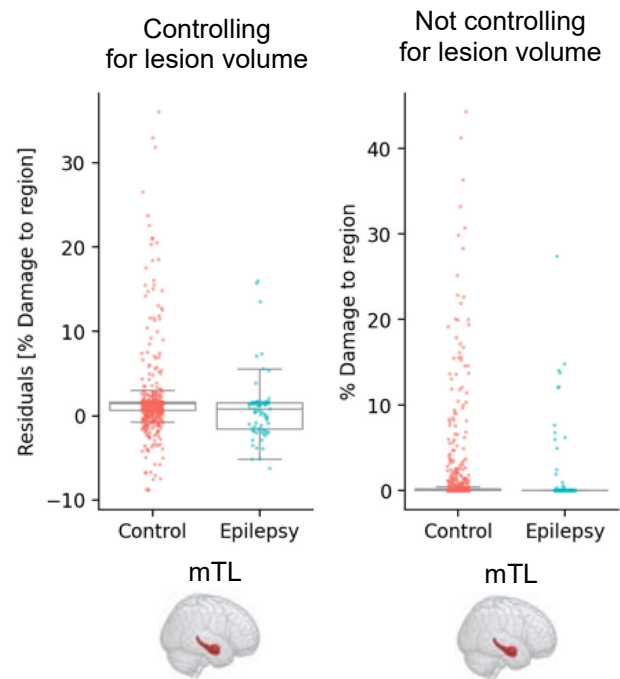 Controlling
for lesion volume
Residuals [% Damage to region]
30
20
10
0
−10
Control
Epilepsy
mTL
Not controlling
for lesion volume
% Damage to region
40
30
20
10
0
Control
Epilepsy
mTL